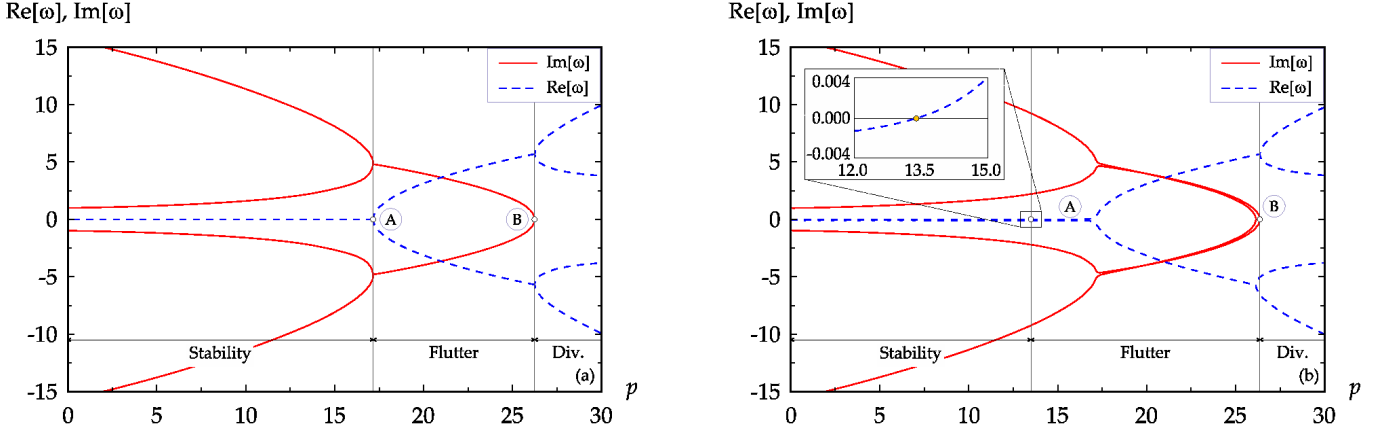 Re[ω], Im[ω]
15
10
5
0
-5
-10
-15
0 5 10 15 20 25 30
p
Im[ω]
Re[ω]
A
B
Stability
Flutter
Div.
(a)
Re[ω], Im[ω]
15
10
5
0
-5
-10
-15
0 5 10 15 20 25 30
p
0.004
0.000
-0.004
12.0 13.5 15.0
Im[ω]
Re[ω]
A
B
Stability
Flutter
Div.
(b)